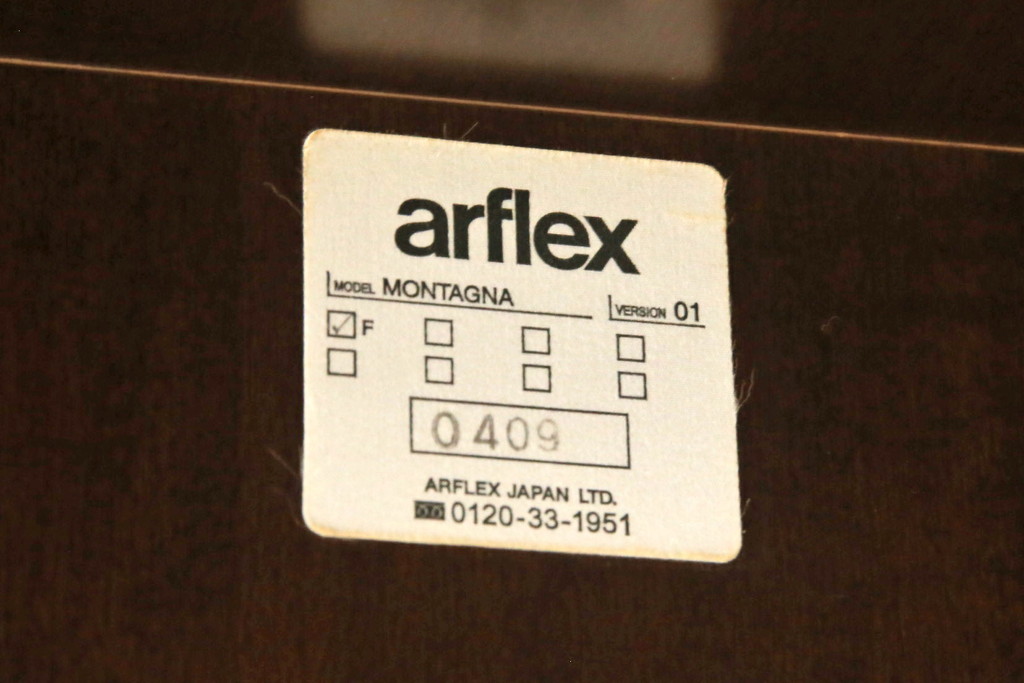 arflex
MODEL MONTAGNA VERSION 01
F
0409
ARFLEX JAPAN LTD.
0120-33-1951